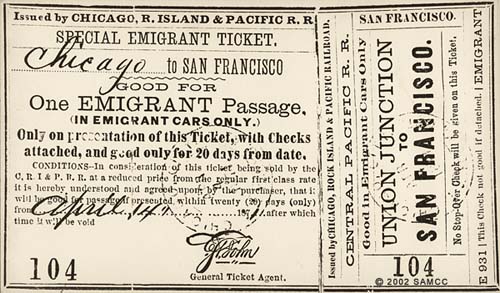 Issued by CHICAGO, R. ISLAND & PACIFIC R. R.
SPECIAL EMIGRANT TICKET.
Chicago to SAN FRANCISCO
GOOD FOR
One EMIGRANT Passage,
(IN EMIGRANT CARS ONLY.)
Only on presentation of this Ticket, with Checks
attached, and good only for 20 days from date.
CONDITIONS—In consideration of this ticket being sold by the
C., R. I. & P. R. R. at a reduced price from the regular first-class rate
it is hereby understood and agreed upon by the purchaser, that it
will be good for passage if presented within twenty (20) days (only)
from April 14 after which
time it will be void
104
General Ticket Agent.
Issued by CHICAGO, ROCK ISLAND & PACIFIC RAILROAD.
CENTRAL PACIFIC R. R.
Good in Emigrant Cars Only
SAN FRANCISCO.
UNION JUNCTION
TO
SAN FRANCISCO.
No Stop-Over Check will be given on this Ticket.
104
E 931 | This Check not good if detached. | EMIGRANT
© 2002 SAMCC